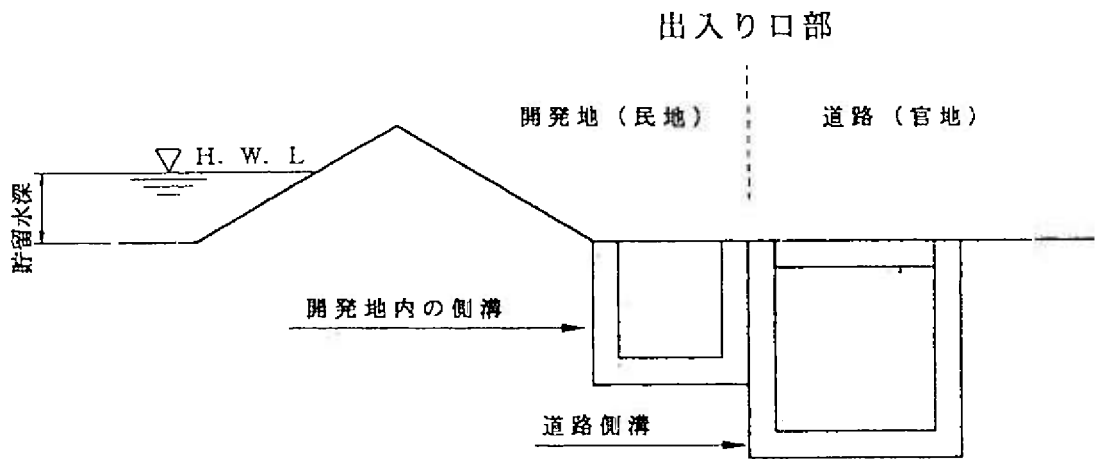 出入り口部
開発地（民地）
道路（官地）
H. W. L
貯留水深
開発地内の側溝
道路側溝